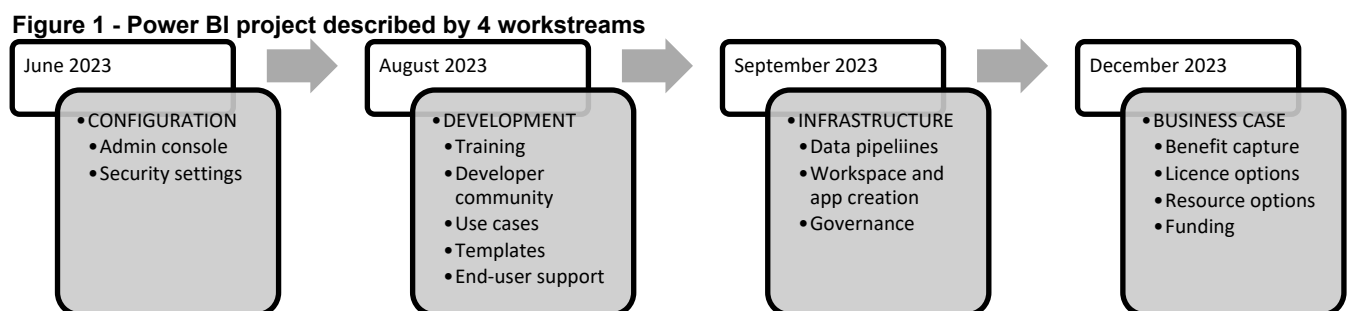 Figure 1 - Power BI project described by 4 workstreams
June 2023
•CONFIGURATION
•Admin console
•Security settings
August 2023
•DEVELOPMENT
•Training
•Developer
community
•Use cases
•Templates
•End-user support
September 2023
•INFRASTRUCTURE
•Data pipeliines
•Workspace and
app creation
•Governance
December 2023
•BUSINESS CASE
•Benefit capture
•Licence options
•Resource options
•Funding